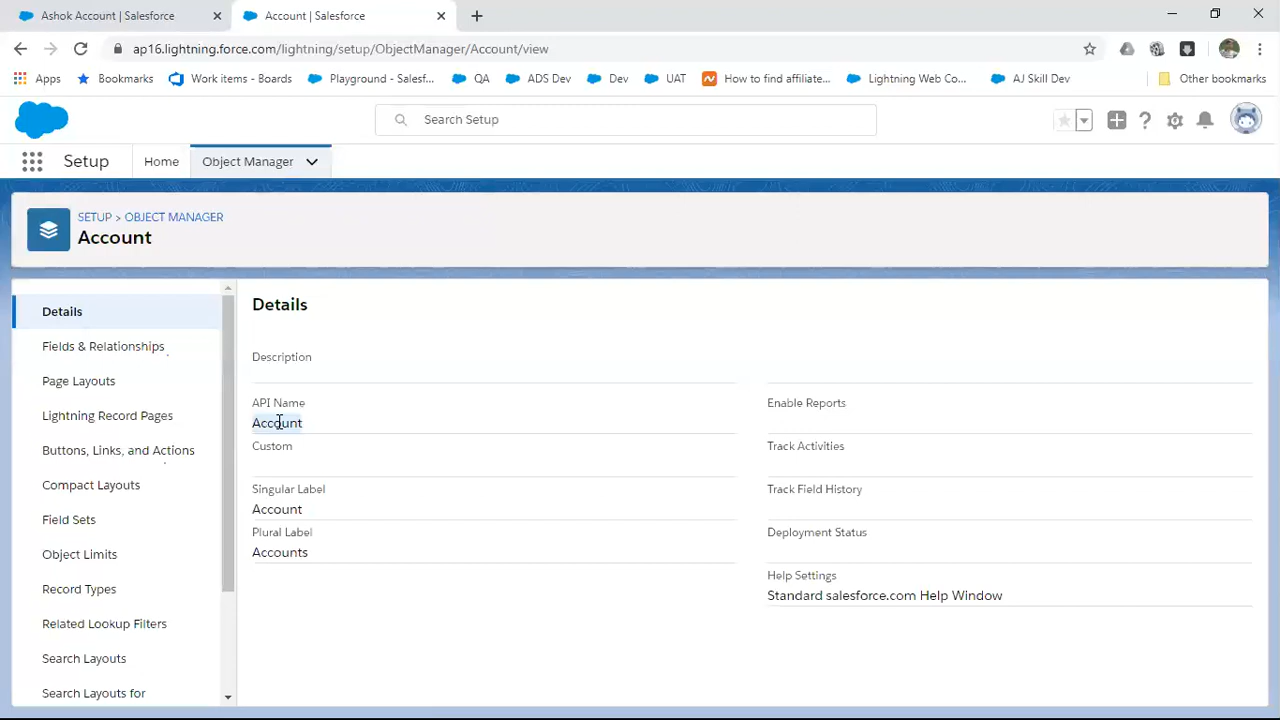 Ashok Account | Salesforce
Account | Salesforce
ap16.lightning.force.com/lightning/setup/ObjectManager/Account/view
Apps
Bookmarks
Work items - Boards
Playground - Salesf...
QA
ADS Dev
Dev
UAT
How to find affiliate...
Lightning Web Co...
AJ Skill Dev
Other bookmarks
Search Setup
Setup
Home
Object Manager
SETUP > OBJECT MANAGER
Account
Details
Fields & Relationships
Page Layouts
Lightning Record Pages
Buttons, Links, and Actions
Compact Layouts
Field Sets
Object Limits
Record Types
Related Lookup Filters
Search Layouts
Search Layouts for
Details
Description
API Name
Account
Custom
Singular Label
Account
Plural Label
Accounts
Enable Reports
Track Activities
Track Field History
Deployment Status
Help Settings
Standard salesforce.com Help Window